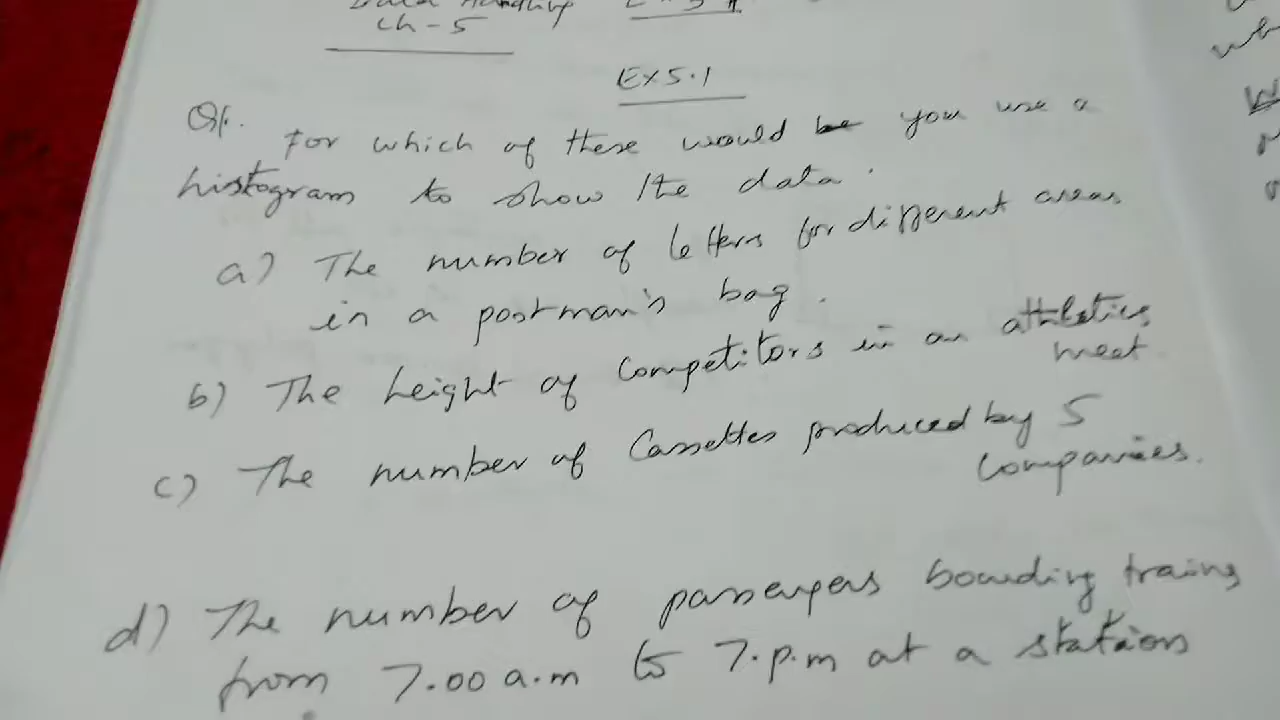 Ch-5
Ex 5.1
Q1. For which of these would be you use a
histogram to show the data.
a) The number of letters for different areas
in a postman's bag.
b) The height of competitors in an athletics
meet.
c) The number of Cassettes produced by 5
Companies.
d) The number of passengers boarding trains
from 7.00 a.m to 7.p.m at a station